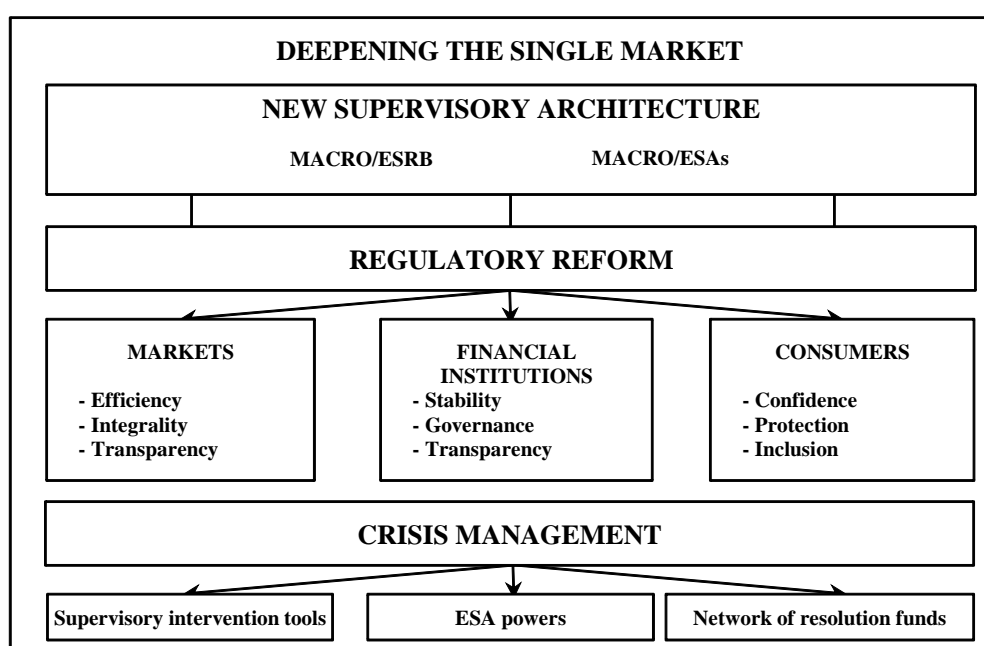 DEEPENING THE SINGLE MARKET
NEW SUPERVISORY ARCHITECTURE
MACRO/ESRB
MACRO/ESAs
REGULATORY REFORM
MARKETS
- Efficiency
- Integrality
- Transparency
FINANCIAL
INSTITUTIONS
- Stability
- Governance
- Transparency
CONSUMERS
- Confidence
- Protection
- Inclusion
CRISIS MANAGEMENT
Supervisory intervention tools
ESA powers
Network of resolution funds